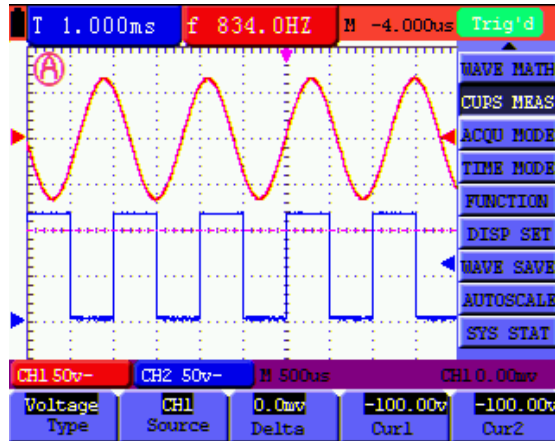 T 1.000ms f 834.0HZ M -4.000us Trig'd
A
WAVE MATH
CUPS MEAS
ACQU MODE
TIME MODE
FUNCTION
DISP SET
WAVE SAVE
AUTOSCALE
SYS STAT
CH1 50v- CH2 50v- M 500us CH1 0.00mv
Voltage CH1 0.0mv -100.00v -100.00v
Type Source Delta Cur1 Cur2